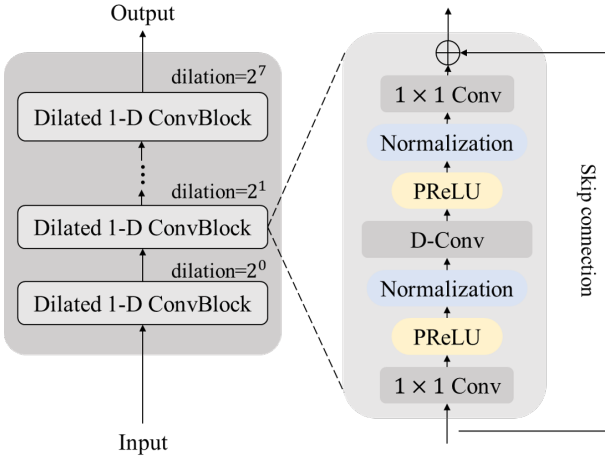 Output
dilation=2⁷
Dilated 1-D ConvBlock
dilation=2¹
Dilated 1-D ConvBlock
dilation=2⁰
Dilated 1-D ConvBlock
Input
1 × 1 Conv
Normalization
PReLU
D-Conv
Normalization
PReLU
1 × 1 Conv
Skip connection